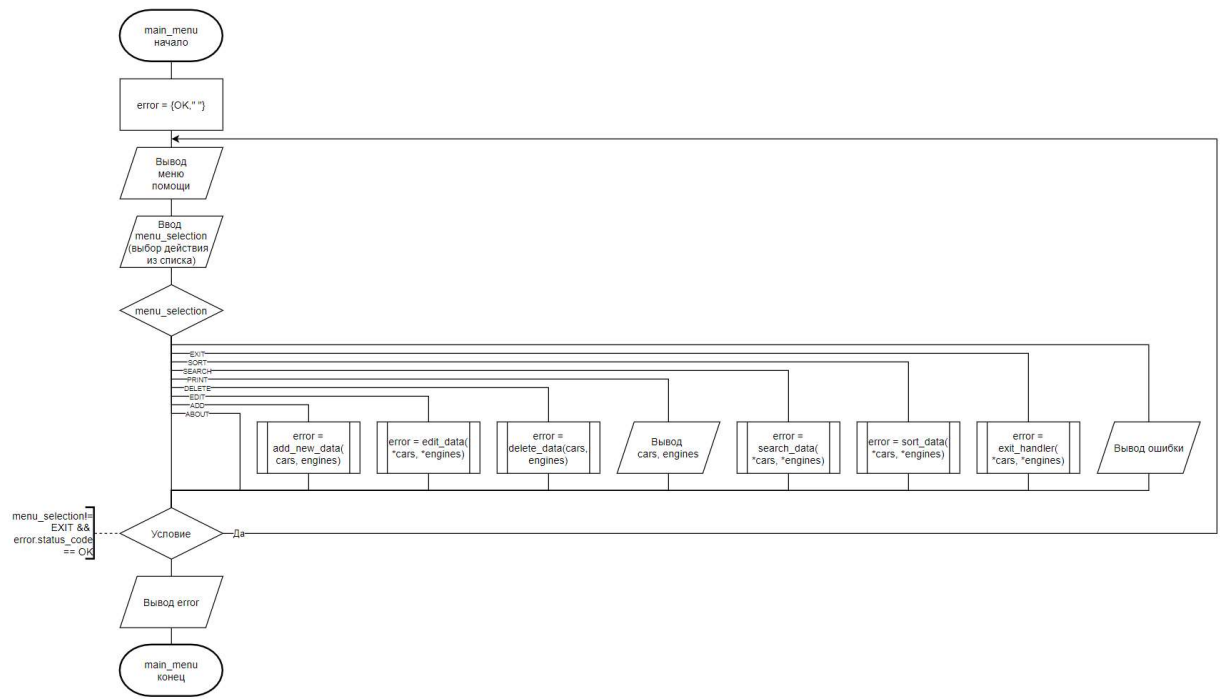 main_menu
начало
error = {OK," "}
Вывод
меню
помощи
Ввод
menu_selection
(выбор действия
из списка)
menu_selection
EXIT
SORT
SEARCH
PRINT
DELETE
EDIT
ADD
ABOUT
error =
add_new_data(
cars, engines)
error = edit_data(
*cars, *engines)
error =
delete_data(cars,
engines)
Вывод
cars, engines
error =
search_data(
*cars, *engines)
error = sort_data(
*cars, *engines)
error =
exit_handler(
*cars, *engines)
Вывод ошибки
menu_selection!=
EXIT &&
error.status_code
== OK
Условие
Да
Вывод error
main_menu
конец